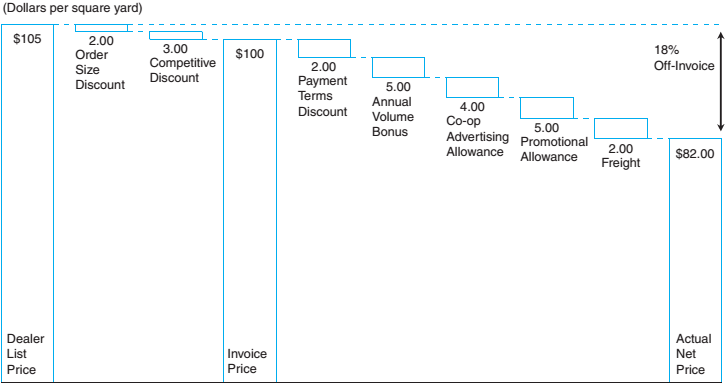 (Dollars per square yard)
$105
2.00
Order
Size
Discount
3.00
Competitive
Discount
$100
2.00
Payment
Terms
Discount
5.00
Annual
Volume
Bonus
4.00
Co-op
Advertising
Allowance
5.00
Promotional
Allowance
2.00
Freight
18%
Off-Invoice
$82.00
Dealer
List
Price
Invoice
Price
Actual
Net
Price